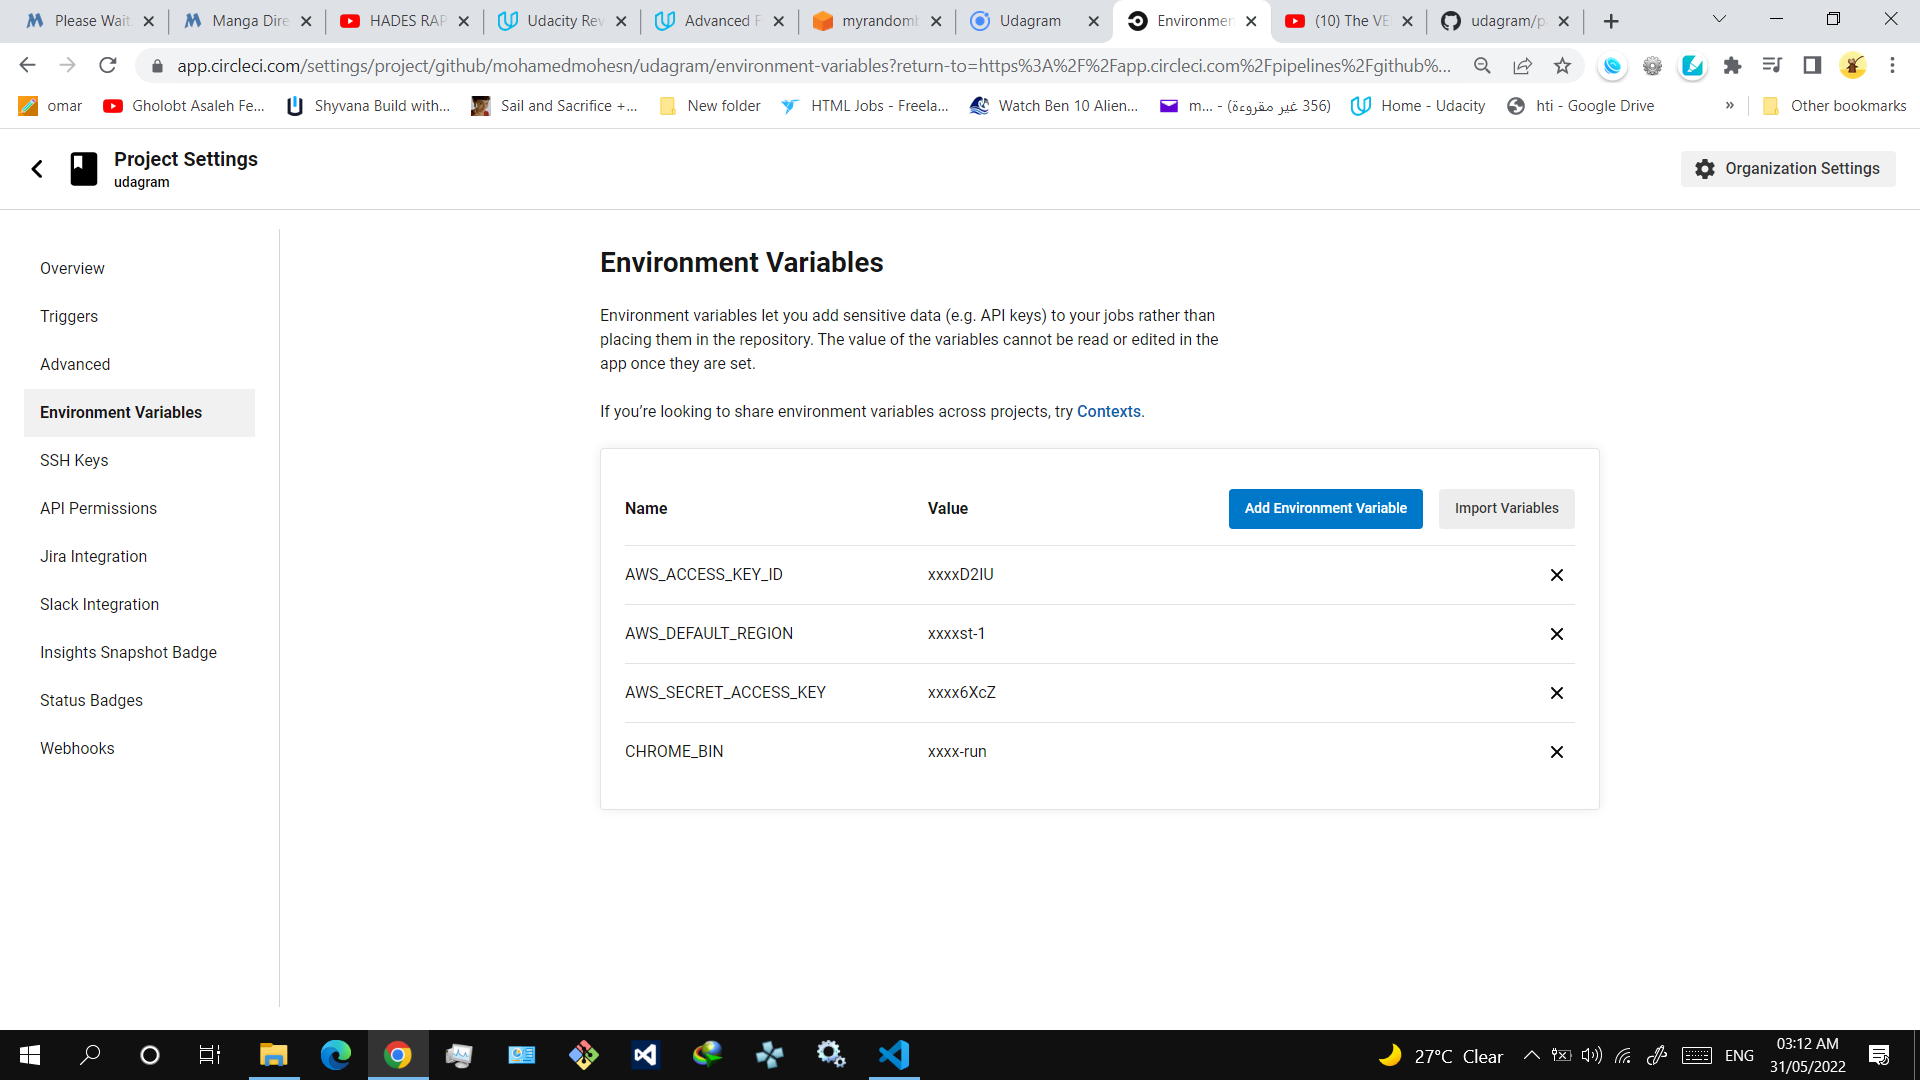 Please Wait
Manga Dire
HADES RAP
Udacity Rev
Advanced F
myrandomb
Udagram
Environmen
(10) The VE
udagram/p
app.circleci.com/settings/project/github/mohamedmohesn/udagram/environment-variables?return-to=https%3A%2F%2Fapp.circleci.com%2Fpipelines%2Fgithub%...
omar
Gholobt Asaleh Fe...
Shyvana Build with...
Sail and Sacrifice +...
New folder
HTML Jobs - Freela...
Watch Ben 10 Alien...
m... - (356 غير مقروءة)
Home - Udacity
hti - Google Drive
»
Other bookmarks
Project Settings
udagram
Organization Settings
Overview
Triggers
Advanced
Environment Variables
SSH Keys
API Permissions
Jira Integration
Slack Integration
Insights Snapshot Badge
Status Badges
Webhooks
Environment Variables
Environment variables let you add sensitive data (e.g. API keys) to your jobs rather than
placing them in the repository. The value of the variables cannot be read or edited in the
app once they are set.
If you’re looking to share environment variables across projects, try Contexts.
Name Value Add Environment Variable Import Variables
AWS_ACCESS_KEY_ID xxxxD2IU
AWS_DEFAULT_REGION xxxxst-1
AWS_SECRET_ACCESS_KEY xxxx6XcZ
CHROME_BIN xxxx-run
27°C Clear
ENG
03:12 AM
31/05/2022